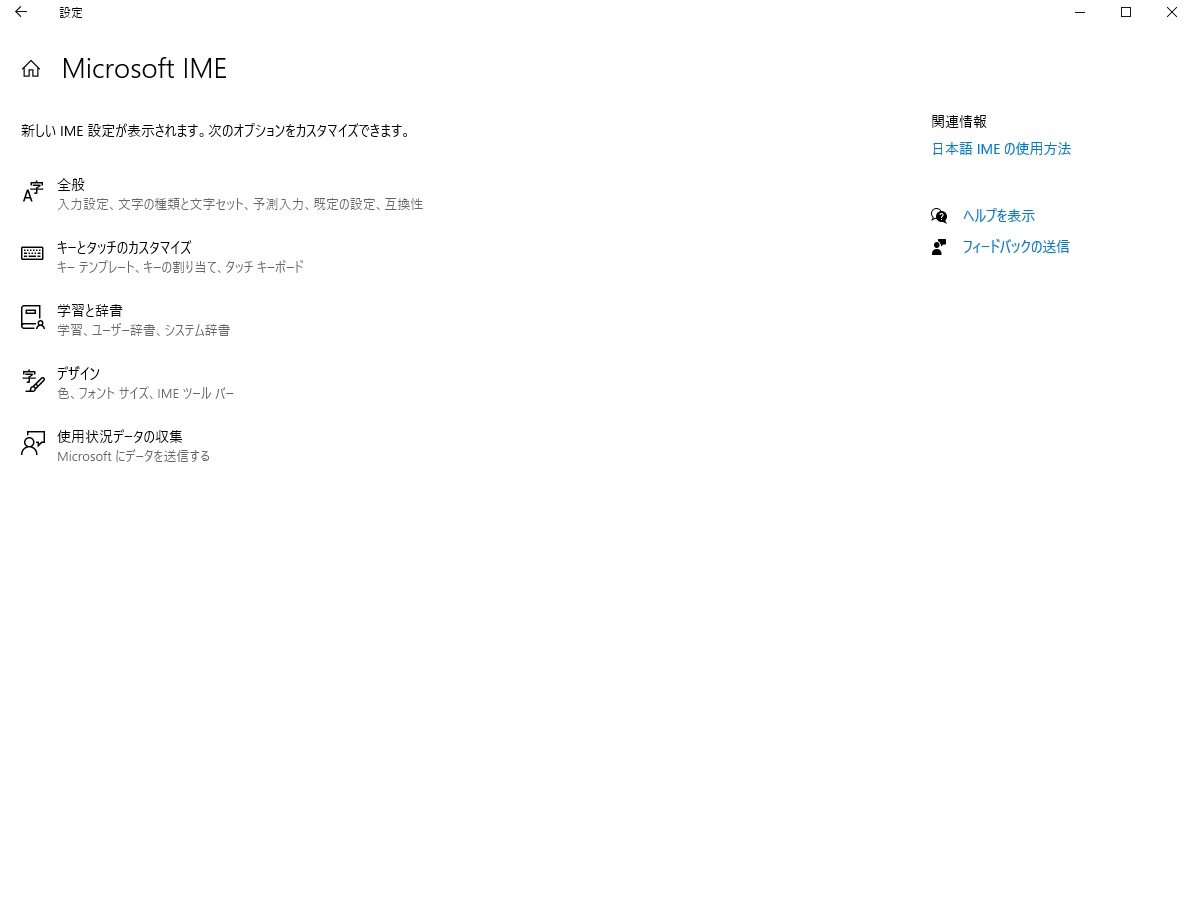 設定
Microsoft IME
新しい IME 設定が表示されます。次のオプションをカスタマイズできます。
全般
入力設定、文字の種類と文字セット、予測入力、既定の設定、互換性
キーとタッチのカスタマイズ
キー テンプレート、キーの割り当て、タッチ キーボード
学習と辞書
学習、ユーザー辞書、システム辞書
デザイン
色、フォント サイズ、IME ツール バー
使用状況データの収集
Microsoft にデータを送信する
関連情報
日本語 IME の使用方法
ヘルプを表示
フィードバックの送信